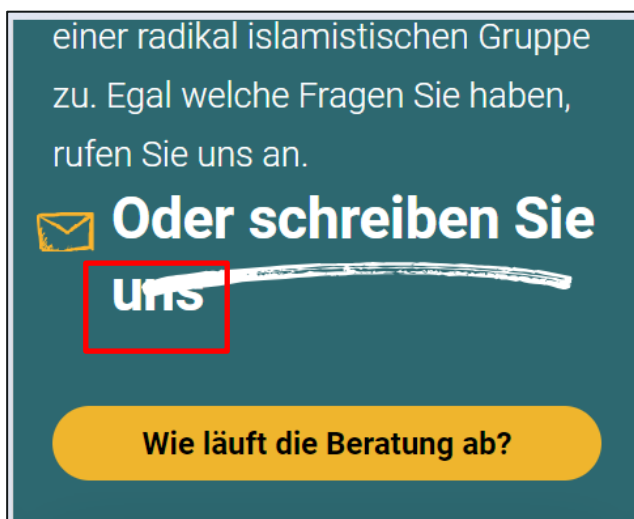 einer radikal islamistischen Gruppe
zu. Egal welche Fragen Sie haben,
rufen Sie uns an.
Oder schreiben Sie
uns
Wie läuft die Beratung ab?